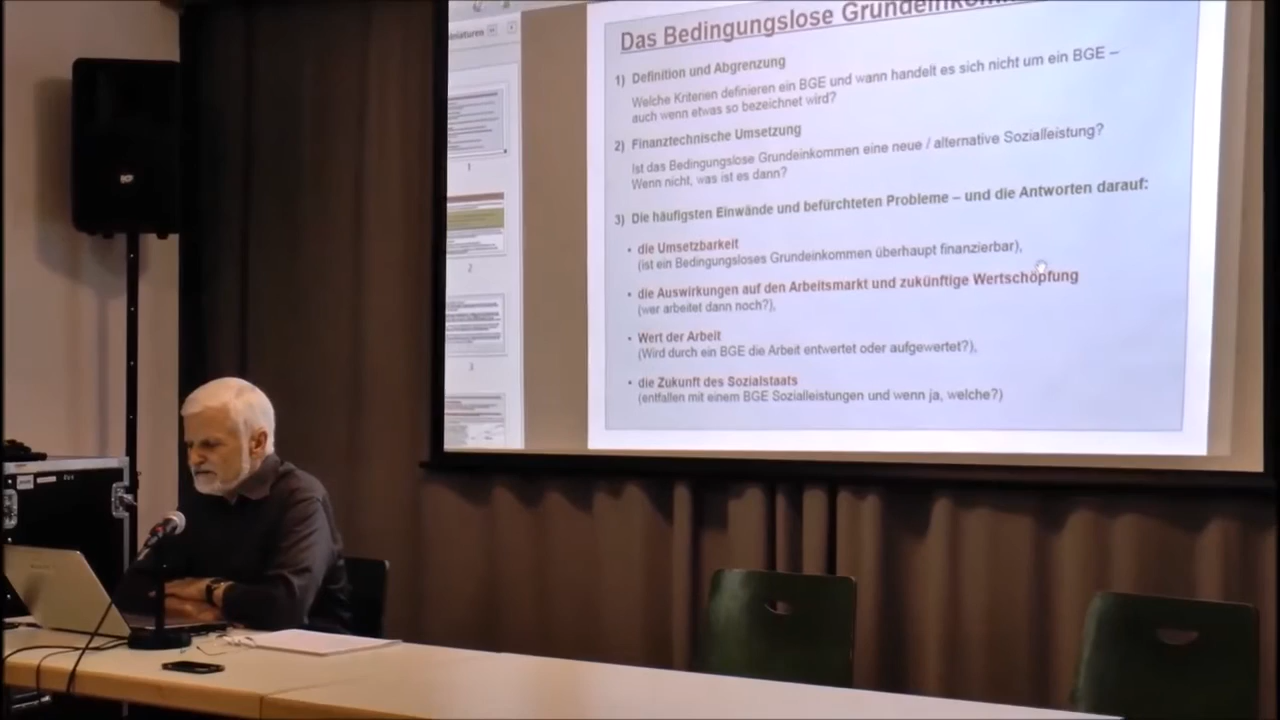 Das Bedingungslose
1) Definition und Abgrenzung
Welche Kriterien definieren ein BGE und wann handelt es sich nicht um ein BGE –
auch wenn etwas so bezeichnet wird?
2) Finanztechnische Umsetzung
Ist das Bedingungslose Grundeinkommen eine neue / alternative Sozialleistung?
Wenn nicht, was ist es dann?
3) Die häufigsten Einwände und befürchteten Probleme – und die Antworten darauf:
• die Umsetzbarkeit
(ist ein Bedingungsloses Grundeinkommen überhaupt finanzierbar),
• die Auswirkungen auf den Arbeitsmarkt und zukünftige Wertschöpfung
(wer arbeitet dann noch?),
• Wert der Arbeit
(Wird durch ein BGE die Arbeit entwertet oder aufgewertet?),
• die Zukunft des Sozialstaats
(entfallen mit einem BGE Sozialleistungen und wenn ja, welche?)
1
2
3